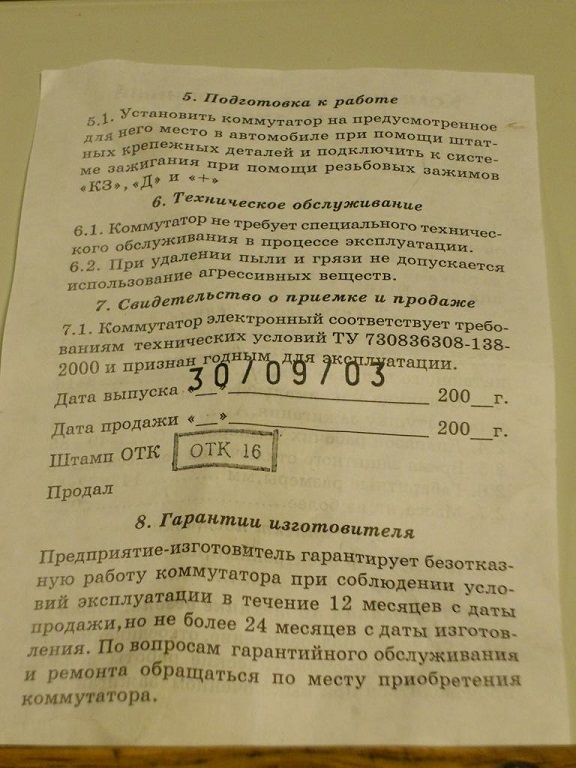 5. Подготовка к работе
5.1. Установить коммутатор на предусмотренное
для него место в автомобиле при помощи штат-
ных крепежных деталей и подключить к систе-
ме зажигания при помощи резьбовых зажимов
«КЗ», «Д» и «+»
6. Техническое обслуживание
6.1. Коммутатор не требует специального техничес-
кого обслуживания в процессе эксплуатации.
6.2. При удалении пыли и грязи не допускается
использование агрессивных веществ.
7. Свидетельство о приемке и продаже
7.1. Коммутатор электронный соответствует требо-
ваниям технических условий ТУ 730836308-138-
2000 и признан годным для эксплуатации.
30/09/03
Дата выпуска «__»____________ 200__г.
Дата продажи «__»____________ 200__г.
Штамп ОТК ОТК 16
Продал
8. Гарантии изготовителя
Предприятие-изготовитель гарантирует безотказ-
ную работу коммутатора при соблюдении усло-
вий эксплуатации в течение 12 месяцев с даты
продажи, но не более 24 месяцев с даты изготов-
ления. По вопросам гарантийного обслуживания
и ремонта обращаться по месту приобретения
коммутатора.